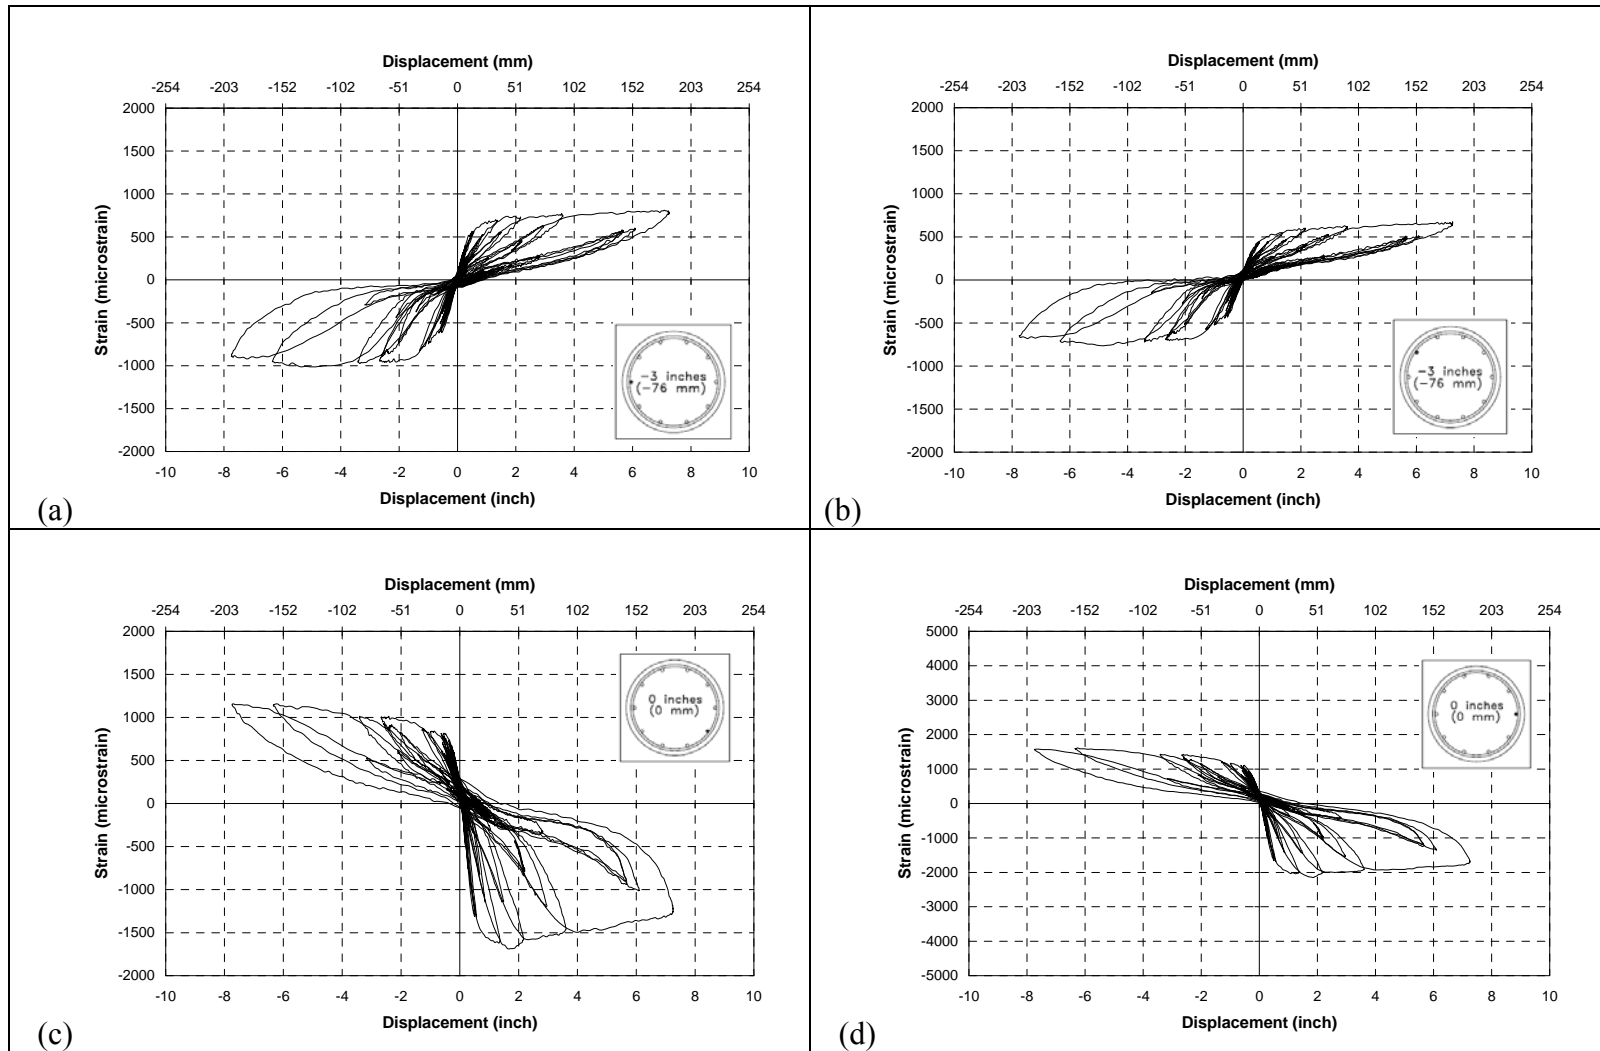 Displacement (mm)
-254 -203 -152 -102 -51 0 51 102 152 203 254
2000
1500
1000
500
0
-500
-1000
-1500
-2000
Strain (microstrain)
-3 inches
(-76 mm)
-10 -8 -6 -4 -2 0 2 4 6 8 10
Displacement (inch)
(a)
Displacement (mm)
-254 -203 -152 -102 -51 0 51 102 152 203 254
2000
1500
1000
500
0
-500
-1000
-1500
-2000
Strain (microstrain)
-3 inches
(-76 mm)
-10 -8 -6 -4 -2 0 2 4 6 8 10
Displacement (inch)
(b)
Displacement (mm)
-254 -203 -152 -102 -51 0 51 102 152 203 254
2000
1500
1000
500
0
-500
-1000
-1500
-2000
Strain (microstrain)
0 inches
(0 mm)
-10 -8 -6 -4 -2 0 2 4 6 8 10
Displacement (inch)
(c)
Displacement (mm)
-254 -203 -152 -102 -51 0 51 102 152 203 254
5000
4000
3000
2000
1000
0
-1000
-2000
-3000
-4000
-5000
Strain (microstrain)
0 inches
(0 mm)
-10 -8 -6 -4 -2 0 2 4 6 8 10
Displacement (inch)
(d)